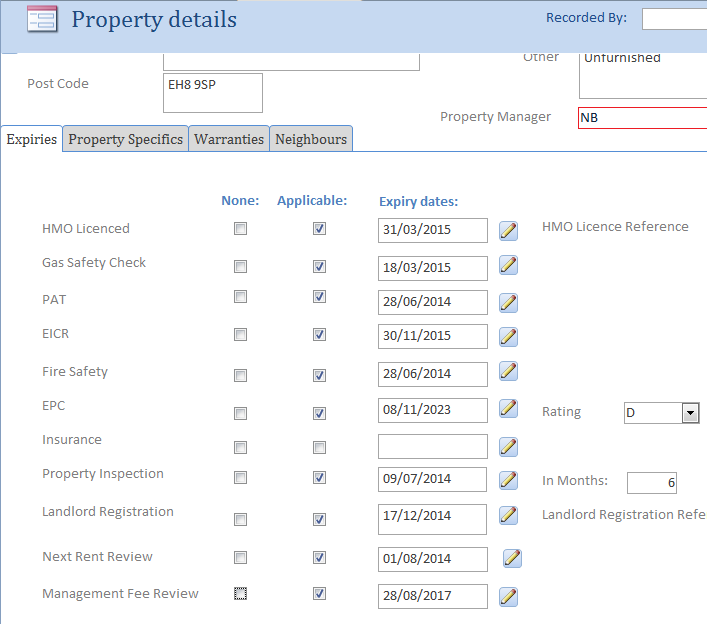 Property details
Recorded By:
Other Unfurnished
Post Code EH8 9SP
Property Manager NB
Expiries Property Specifics Warranties Neighbours
None: Applicable: Expiry dates:
HMO Licenced 31/03/2015 HMO Licence Reference
Gas Safety Check 18/03/2015
PAT 28/06/2014
EICR 30/11/2015
Fire Safety 28/06/2014
EPC 08/11/2023 Rating D
Insurance
Property Inspection 09/07/2014 In Months: 6
Landlord Registration 17/12/2014 Landlord Registration Refe
Next Rent Review 01/08/2014
Management Fee Review 28/08/2017